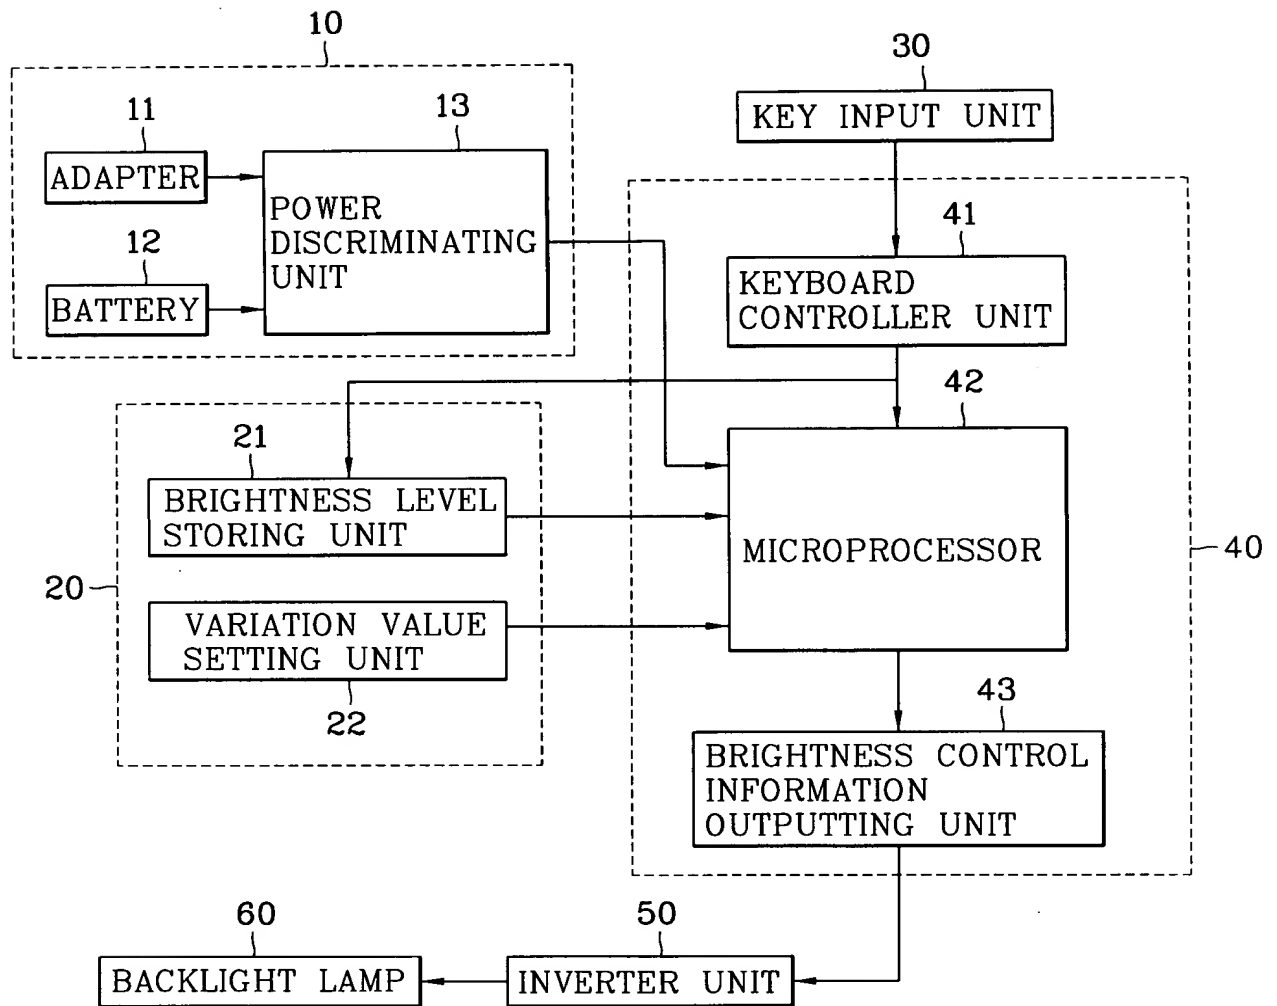 10
30
11
13
KEY INPUT UNIT
ADAPTER
POWER
DISCRIMINATING
UNIT
12
BATTERY
41
KEYBOARD
CONTROLLER UNIT
42
21
BRIGHTNESS LEVEL
STORING UNIT
MICROPROCESSOR
40
20
VARIATION VALUE
SETTING UNIT
22
43
BRIGHTNESS CONTROL
INFORMATION
OUTPUTTING UNIT
60
50
BACKLIGHT LAMP
INVERTER UNIT